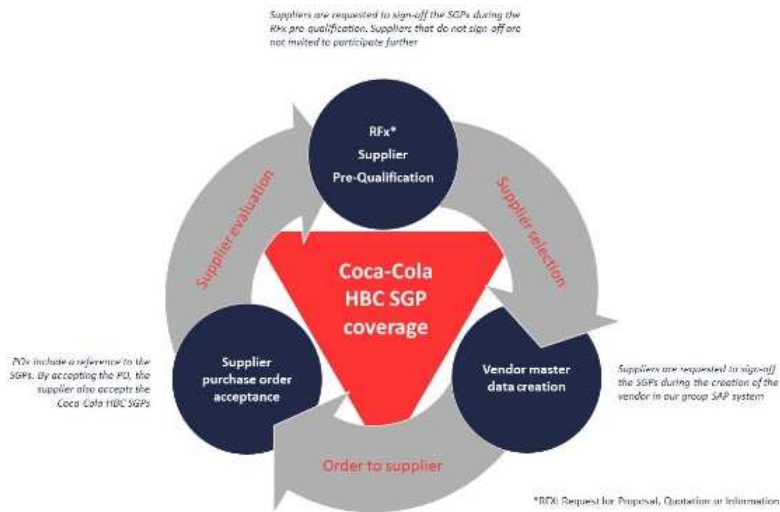 Suppliers are requested to sign-off the SGPs during the
RFx pre-qualification. Suppliers that do not sign-off are
not invited to participate further
RFx*
Supplier
Pre-Qualification
Supplier evaluation
Supplier selection
Coca-Cola
HBC SGP
coverage
POs include a reference to the
SGPs. By accepting the PO, the
supplier also accepts the
Coca-Cola HBC SGPs
Supplier
purchase order
acceptance
Vendor master
data creation
Suppliers are requested to sign-off
the SGPs during the creation of the
vendor in our group SAP system
Order to supplier
*RFX: Request for Proposal, Quotation or Information